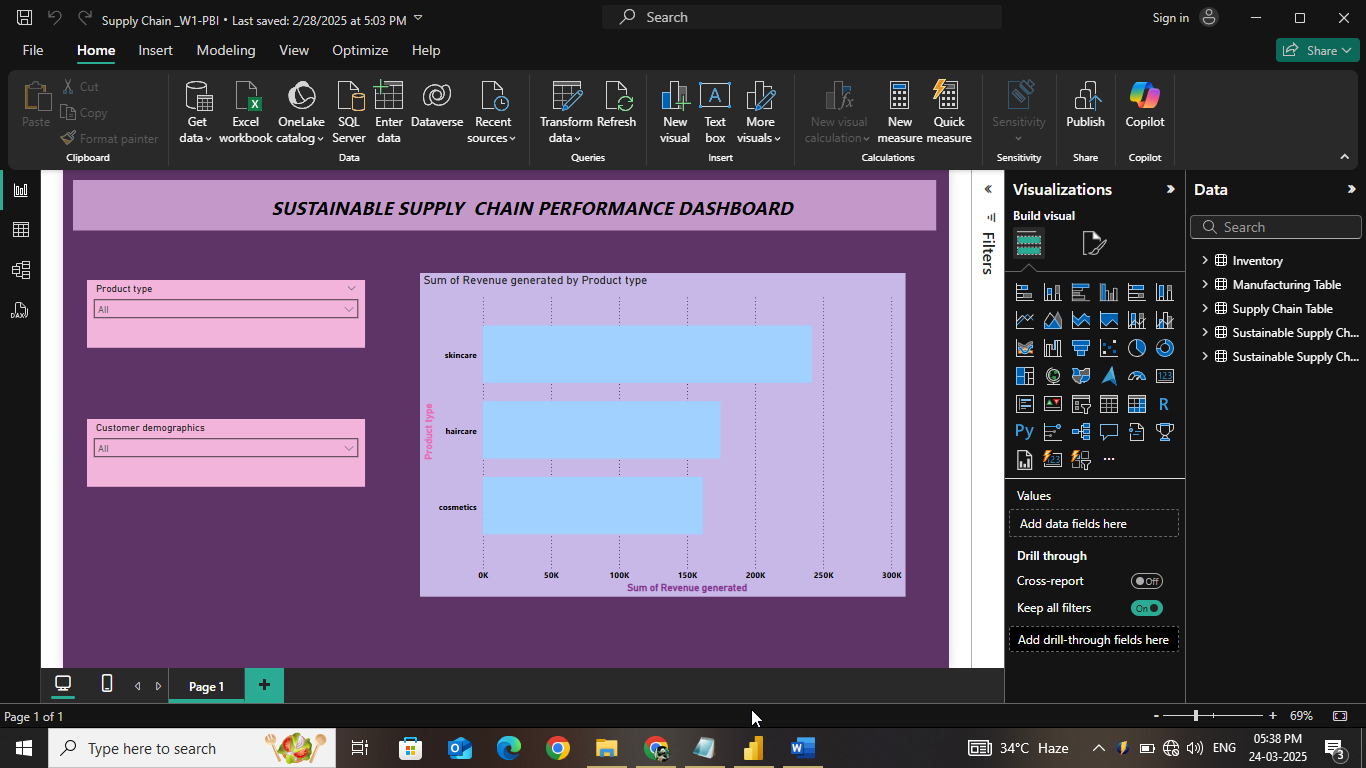 Supply Chain _W1-PBI • Last saved: 2/28/2025 at 5:03 PM
Search
Sign in
File Home Insert Modeling View Optimize Help
Share
Paste
Cut
Copy
Format painter
Clipboard
Get data
Excel workbook
OneLake catalog
SQL Server
Enter data
Dataverse
Recent sources
Data
Transform data
Refresh
Queries
New visual
Text box
More visuals
Insert
New visual calculation
New measure
Quick measure
Calculations
Sensitivity
Sensitivity
Publish
Share
Copilot
Copilot
SUSTAINABLE SUPPLY CHAIN PERFORMANCE DASHBOARD
Product type
All
Customer demographics
All
Sum of Revenue generated by Product type
Product type
skincare
haircare
cosmetics
0K 50K 100K 150K 200K 250K 300K
Sum of Revenue generated
Filters
Visualizations
Build visual
Values
Add data fields here
Drill through
Cross-report
Off
Keep all filters
On
Add drill-through fields here
Data
Search
Inventory
Manufacturing Table
Supply Chain Table
Sustainable Supply Ch...
Sustainable Supply Ch...
Page 1
Page 1 of 1
- + 69%
Type here to search
34°C Haze
ENG
05:38 PM
24-03-2025
3